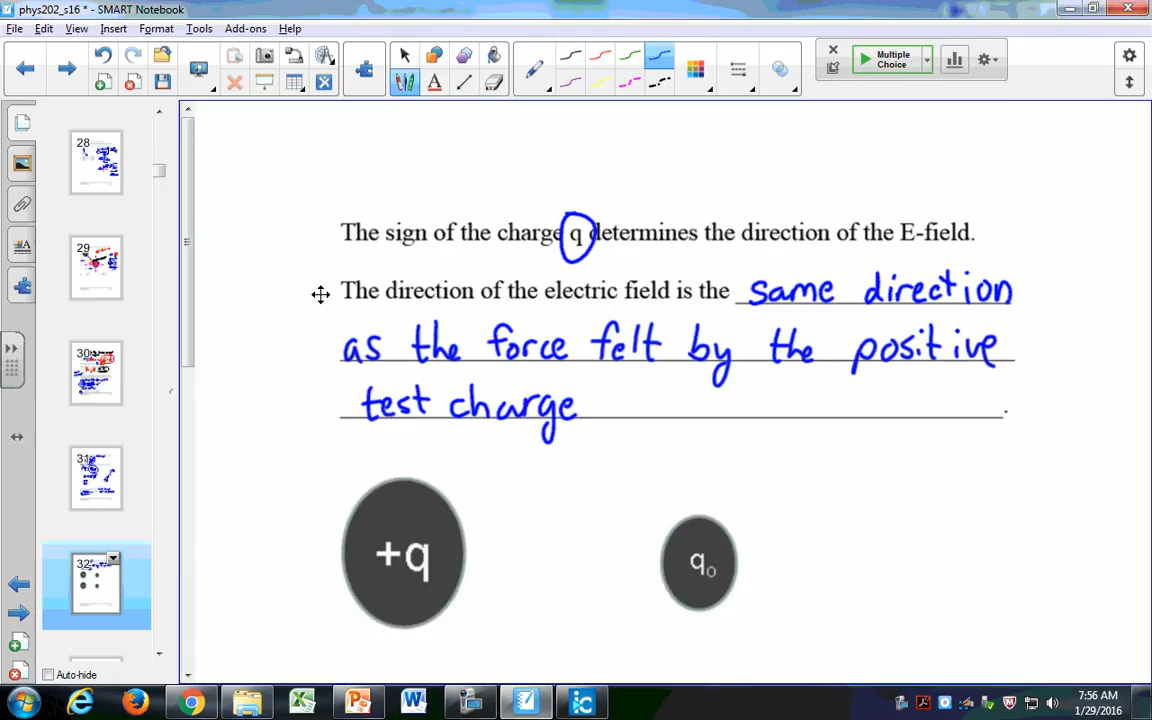 phys202_s16 * - SMART Notebook
File Edit View Insert Format Tools Add-ons Help
Multiple
Choice
28
29
30
31
32
The sign of the charge q determines the direction of the E-field.
The direction of the electric field is the same direction
as the force felt by the positive
test charge .
+q
q₀
Auto-hide
7:56 AM
1/29/2016